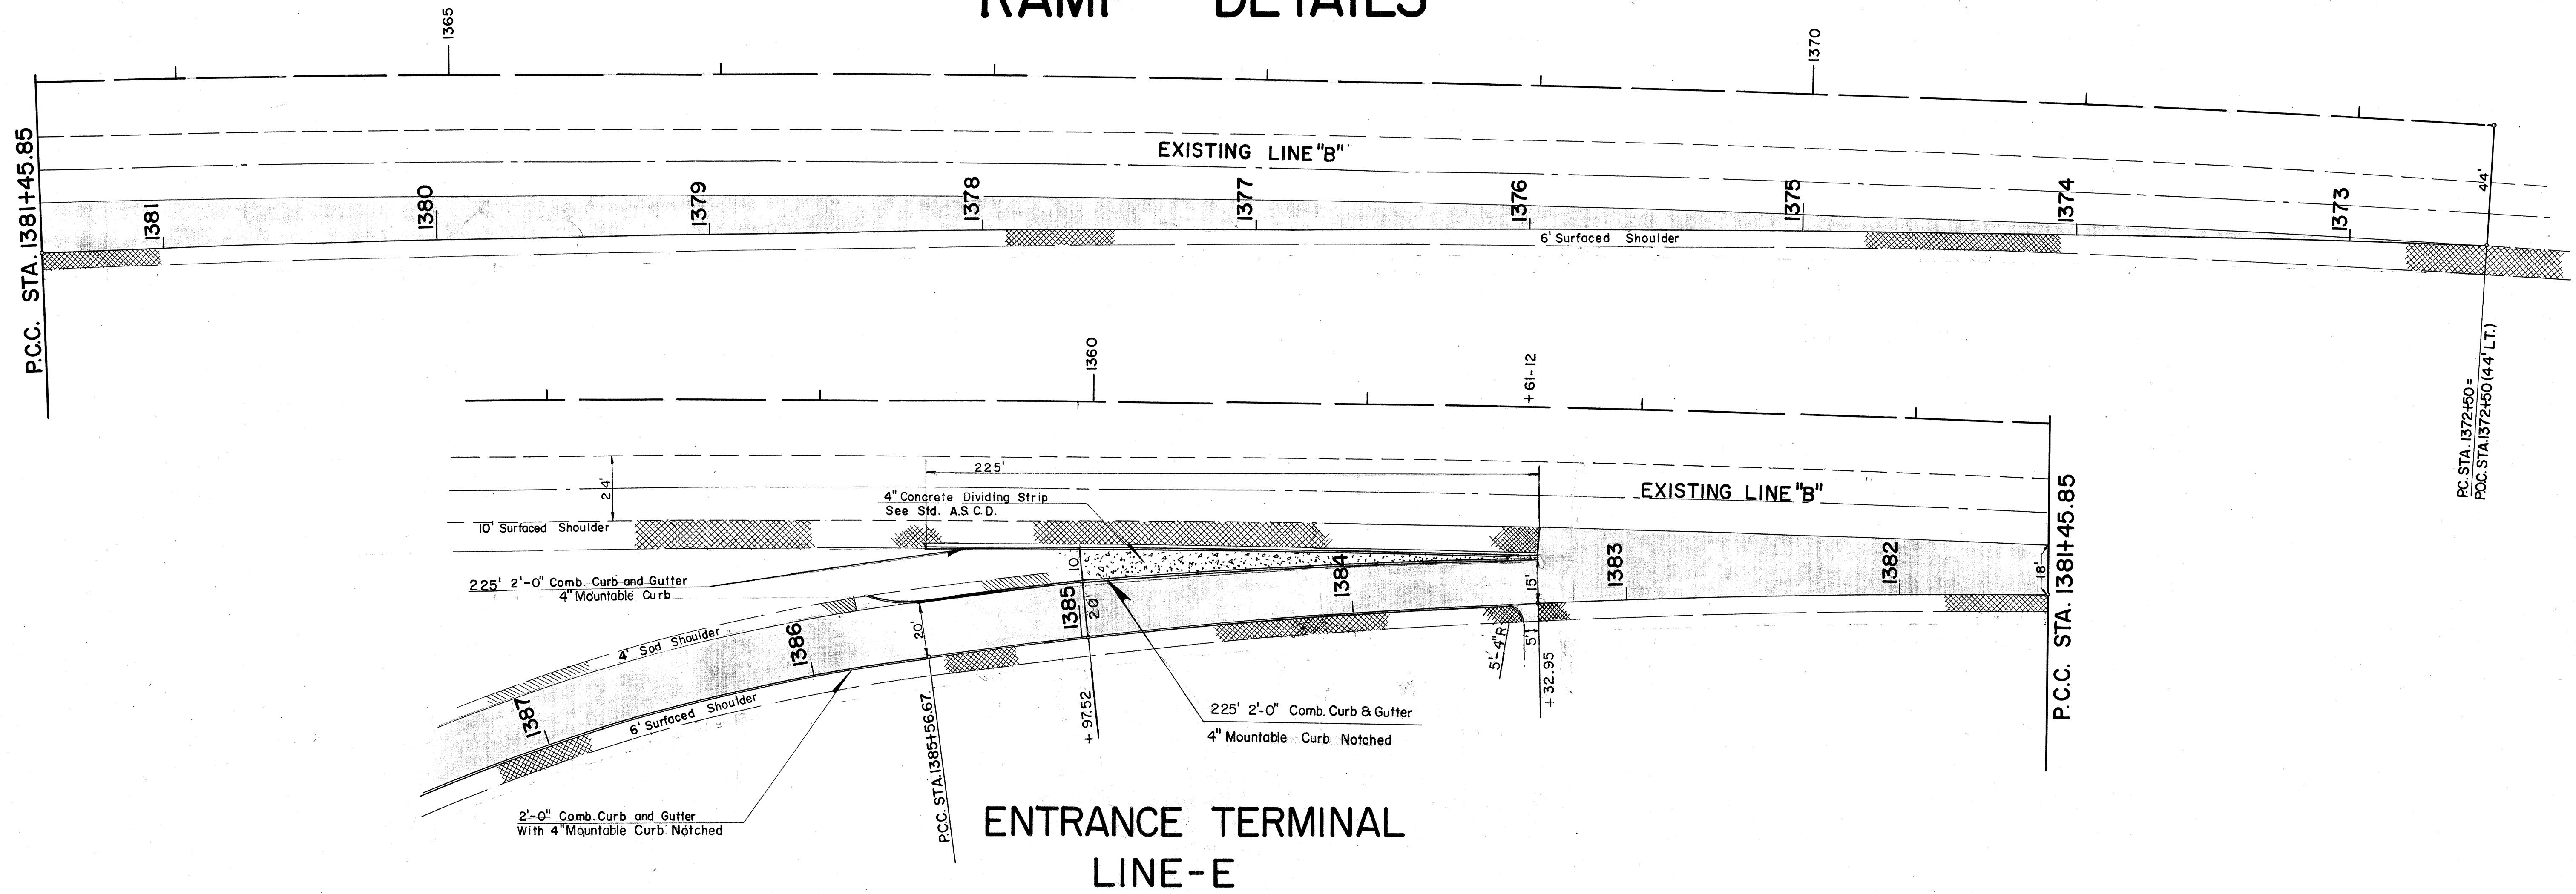 RAMP DETAILS
1365
1370
P.C.C. STA. 1381+45.85
EXISTING LINE "B"
1381
1380
1379
1378
1377
1376
1375
1374
1373
44'
6' Surfaced Shoulder
P.C. STA. 1372+50=
P.O.C. STA. 1372+50 (44' LT.)
1360
+61-12
225'
24'
4" Concrete Dividing Strip
See Std. A.S.C.D.
EXISTING LINE "B"
10' Surfaced Shoulder
P.C.C. STA. 1381+45.85
225' 2'-0" Comb. Curb and Gutter
4" Mountable Curb
10
1384
15'
1383
1382
18'
1385
20'
20'
4' Sod Shoulder
1386
5'-4"R
5'
+32.95
1387
6' Surfaced Shoulder
P.C.C. STA. 1385+56.67
+97.52
225' 2'-0" Comb. Curb & Gutter
4" Mountable Curb Notched
2'-0" Comb. Curb and Gutter
With 4" Mountable Curb Notched
ENTRANCE TERMINAL
LINE-E